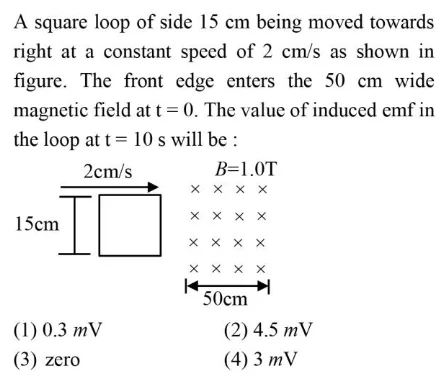 A square loop of side 15 cm being moved towards
right at a constant speed of 2 cm/s as shown in
figure. The front edge enters the 50 cm wide
magnetic field at t = 0. The value of induced emf in
the loop at t = 10 s will be :
2cm/s B=1.0T
× × × ×
15cm × × × ×
× × × ×
× × × ×
50cm
(1) 0.3 mV (2) 4.5 mV
(3) zero (4) 3 mV